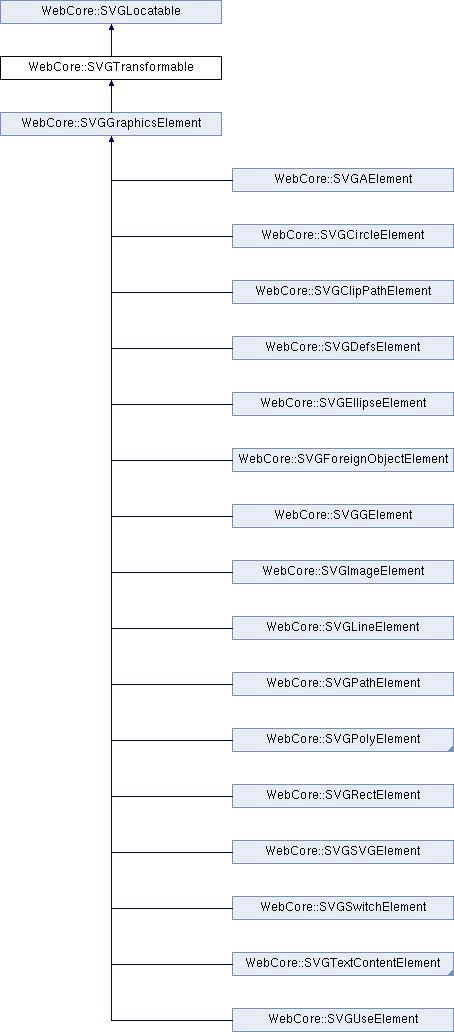 WebCore::SVGLocatable
WebCore::SVGTransformable
WebCore::SVGGraphicsElement
WebCore::SVGAElement
WebCore::SVGCircleElement
WebCore::SVGClipPathElement
WebCore::SVGDefsElement
WebCore::SVGEllipseElement
WebCore::SVGForeignObjectElement
WebCore::SVGGElement
WebCore::SVGImageElement
WebCore::SVGLineElement
WebCore::SVGPathElement
WebCore::SVGPolyElement
WebCore::SVGRectElement
WebCore::SVGSVGElement
WebCore::SVGSwitchElement
WebCore::SVGTextContentElement
WebCore::SVGUseElement